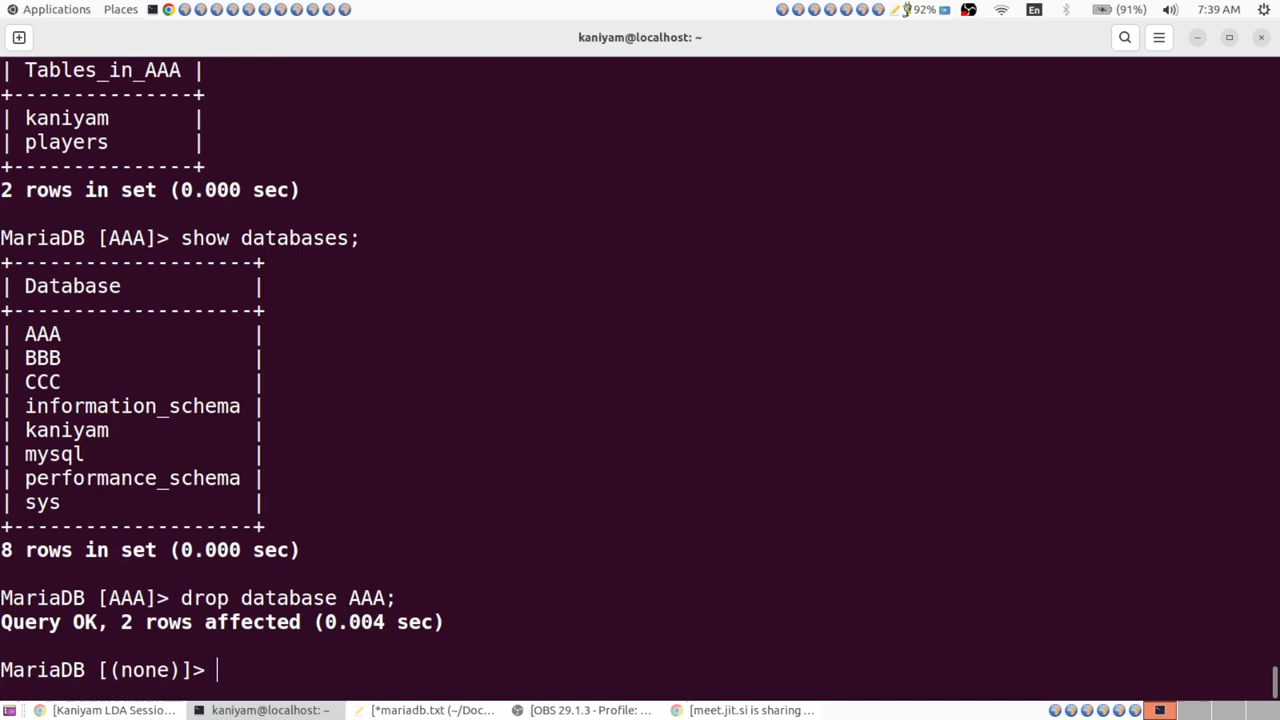 Applications Places 92% En (91%) 7:39 AM
kaniyam@localhost: ~
| Tables_in_AAA |
+---------------+
| kaniyam       |
| players       |
+---------------+
2 rows in set (0.000 sec)
MariaDB [AAA]> show databases;
+--------------------+
| Database           |
+--------------------+
| AAA                |
| BBB                |
| CCC                |
| information_schema |
| kaniyam            |
| mysql              |
| performance_schema |
| sys                |
+--------------------+
8 rows in set (0.000 sec)
MariaDB [AAA]> drop database AAA;
Query OK, 2 rows affected (0.004 sec)
MariaDB [(none)]>
[Kaniyam LDA Sessio... kaniyam@localhost: ~ [*mariadb.txt (~/Doc... [OBS 29.1.3 - Profile: ... [meet.jit.si is sharing ...